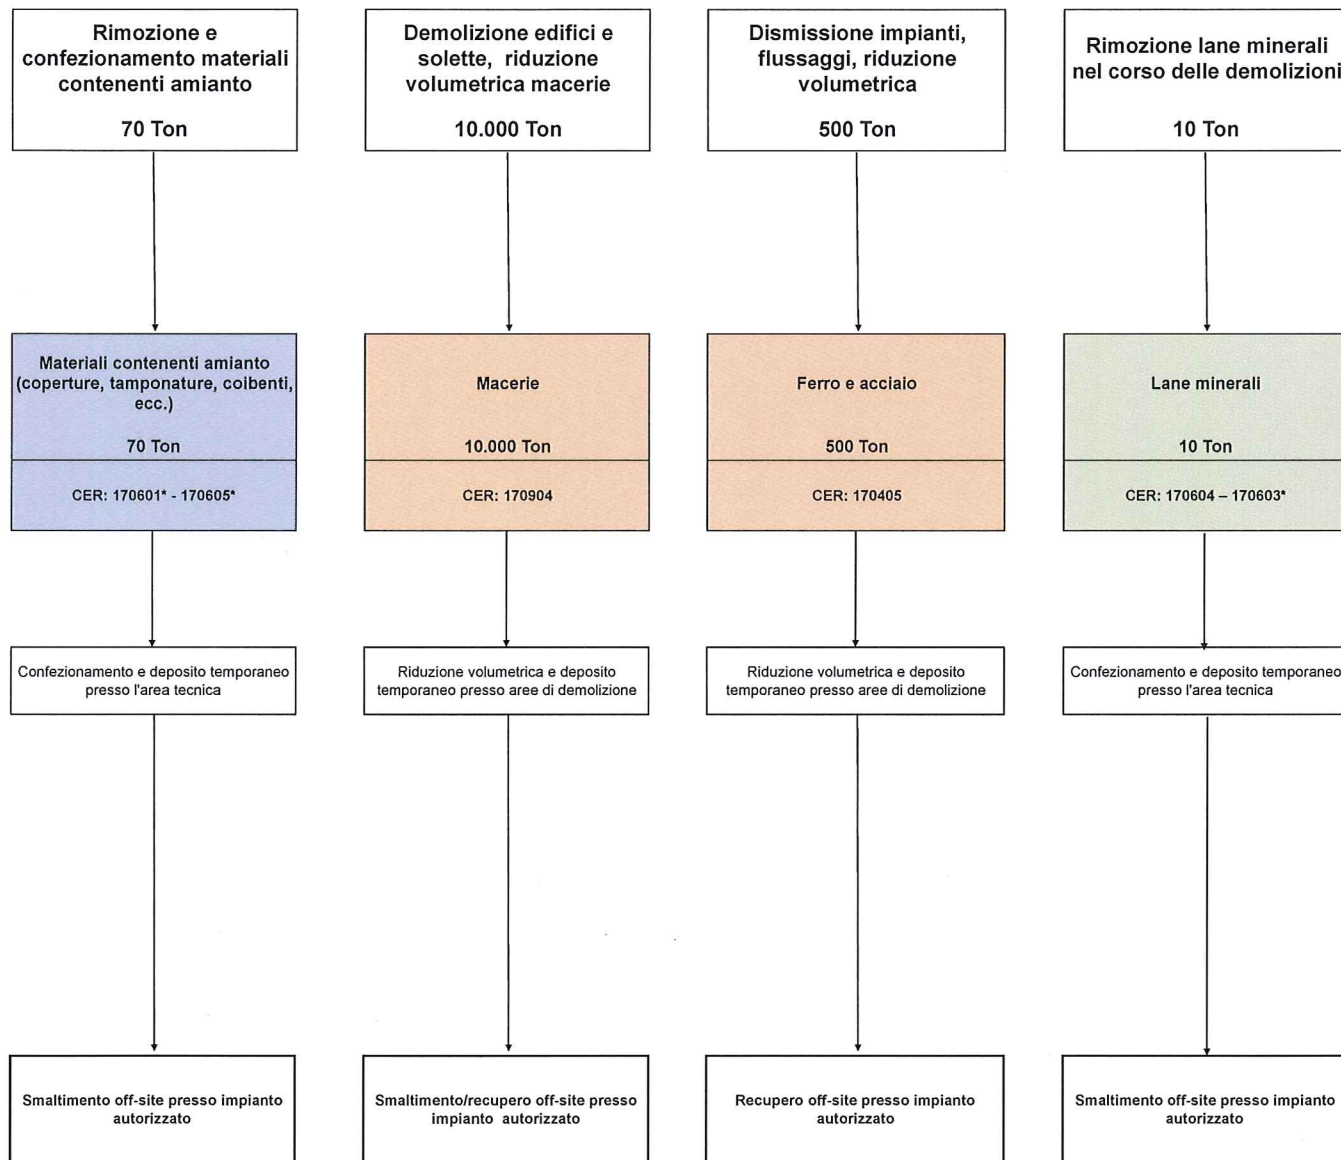 Rimozione e
confezionamento materiali
contenenti amianto
70 Ton
Demolizione edifici e
solette, riduzione
volumetrica macerie
10.000 Ton
Dismissione impianti,
flussaggi, riduzione
volumetrica
500 Ton
Rimozione lane minerali
nel corso delle demolizioni
10 Ton
Materiali contenenti amianto
(coperture, tamponature, coibenti,
ecc.)
70 Ton
CER: 170601* - 170605*
Macerie
10.000 Ton
CER: 170904
Ferro e acciaio
500 Ton
CER: 170405
Lane minerali
10 Ton
CER: 170604 – 170603*
Confezionamento e deposito temporaneo
presso l'area tecnica
Riduzione volumetrica e deposito
temporaneo presso aree di demolizione
Riduzione volumetrica e deposito
temporaneo presso aree di demolizione
Confezionamento e deposito temporaneo
presso l'area tecnica
Smaltimento off-site presso impianto
autorizzato
Smaltimento/recupero off-site presso
impianto autorizzato
Recupero off-site presso impianto
autorizzato
Smaltimento off-site presso impianto
autorizzato